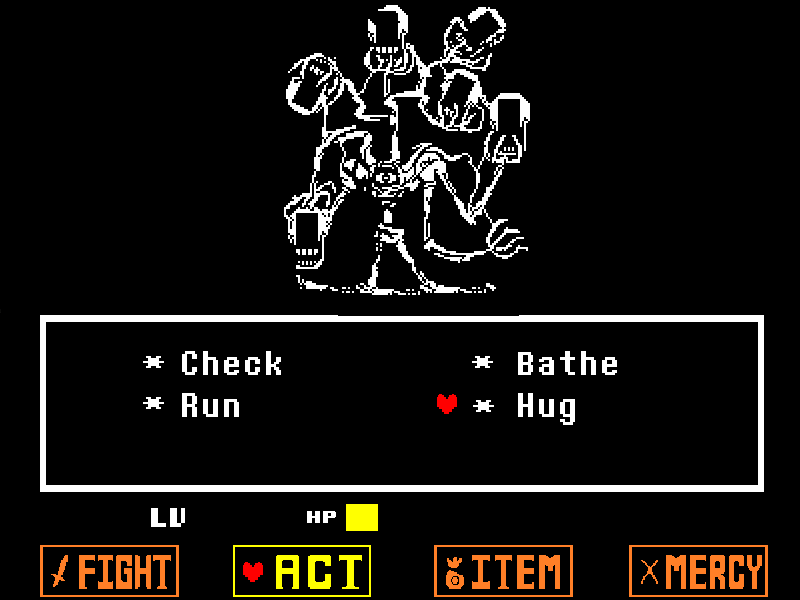 * Check * Bathe
* Run * Hug
LV HP
FIGHT ACT ITEM MERCY